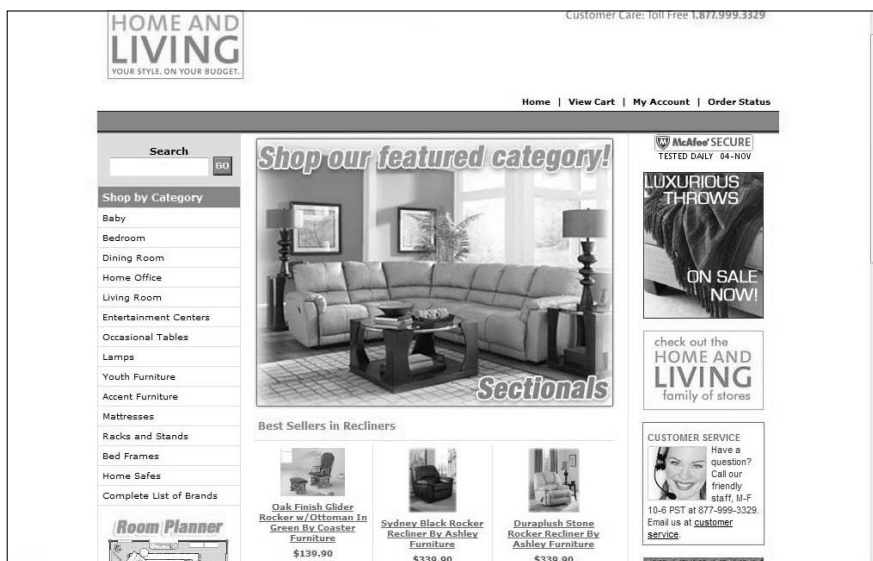 Customer Care: Toll Free 1.877.999.3329
HOME AND
LIVING
YOUR STYLE. ON YOUR BUDGET.
Home | View Cart | My Account | Order Status
Search
GO
Shop by Category
Baby
Bedroom
Dining Room
Home Office
Living Room
Entertainment Centers
Occasional Tables
Lamps
Youth Furniture
Accent Furniture
Mattresses
Racks and Stands
Bed Frames
Home Safes
Complete List of Brands
Room Planner
Shop our featured category!
Sectionals
Best Sellers in Recliners
Oak Finish Glider
Rocker w/Ottoman In
Green By Coaster
Furniture
$139.90
Sydney Black Rocker
Recliner By Ashley
Furniture
$339.90
Duraplush Stone
Rocker Recliner By
Ashley Furniture
$339.90
McAfee SECURE
TESTED DAILY 04-NOV
LUXURIOUS
THROWS
ON SALE
NOW!
check out the
HOME AND
LIVING
family of stores
CUSTOMER SERVICE
Have a
question?
Call our
friendly
staff, M-F
10-6 PST at 877-999-3329.
Email us at customer
service.